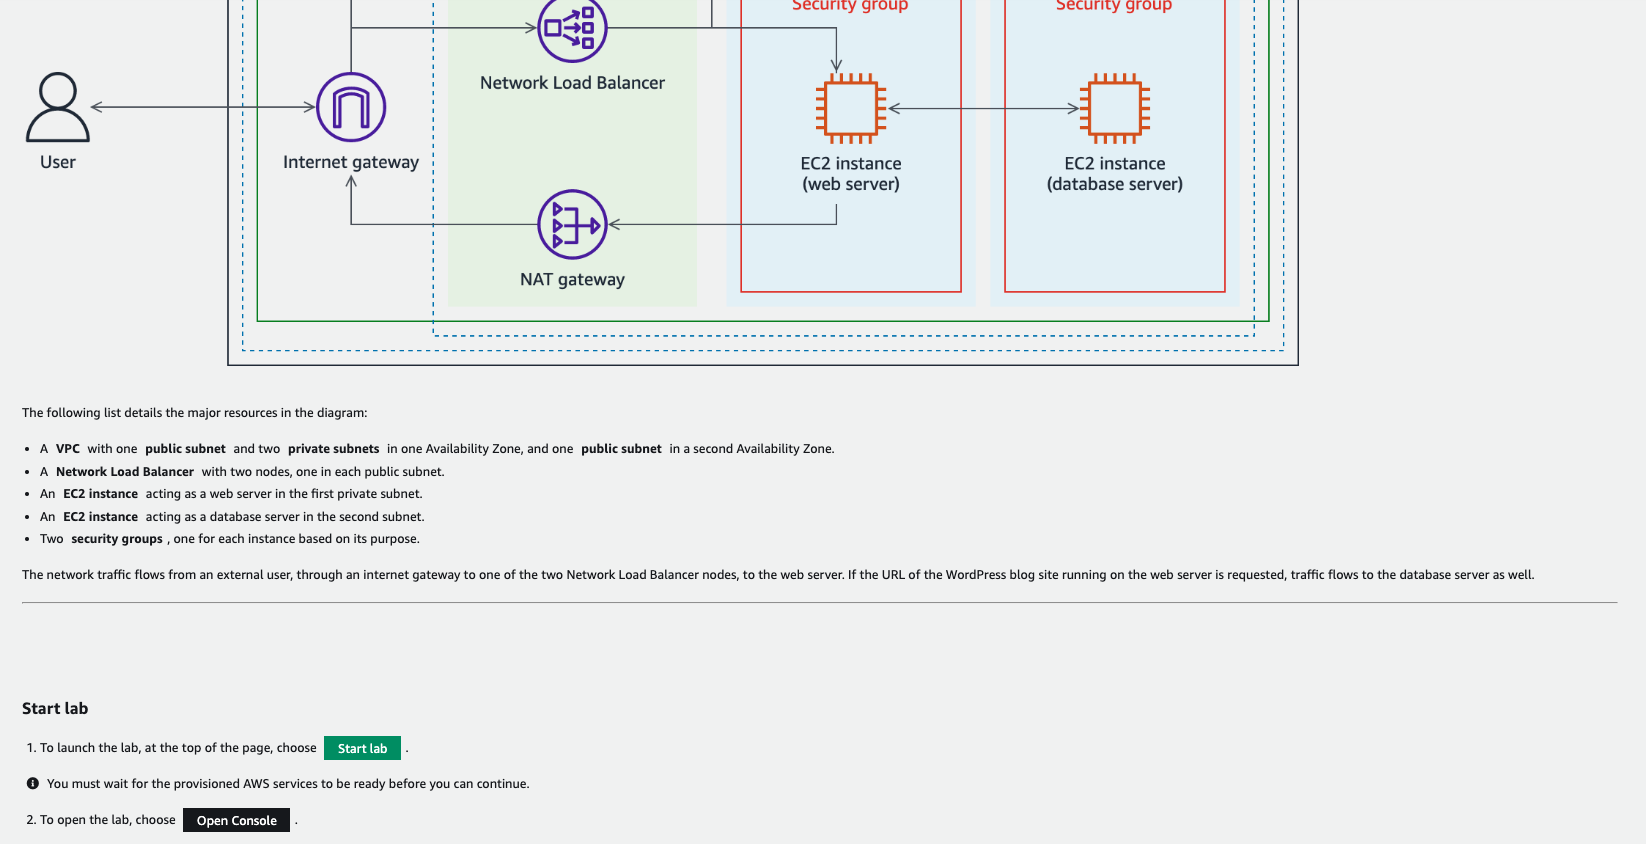 Security group
Security group
Network Load Balancer
User
Internet gateway
EC2 instance
(web server)
EC2 instance
(database server)
NAT gateway
The following list details the major resources in the diagram:
• A VPC with one public subnet and two private subnets in one Availability Zone, and one public subnet in a second Availability Zone.
• A Network Load Balancer with two nodes, one in each public subnet.
• An EC2 instance acting as a web server in the first private subnet.
• An EC2 instance acting as a database server in the second subnet.
• Two security groups , one for each instance based on its purpose.
The network traffic flows from an external user, through an internet gateway to one of the two Network Load Balancer nodes, to the web server. If the URL of the WordPress blog site running on the web server is requested, traffic flows to the database server as well.
Start lab
1. To launch the lab, at the top of the page, choose Start lab .
You must wait for the provisioned AWS services to be ready before you can continue.
2. To open the lab, choose Open Console .